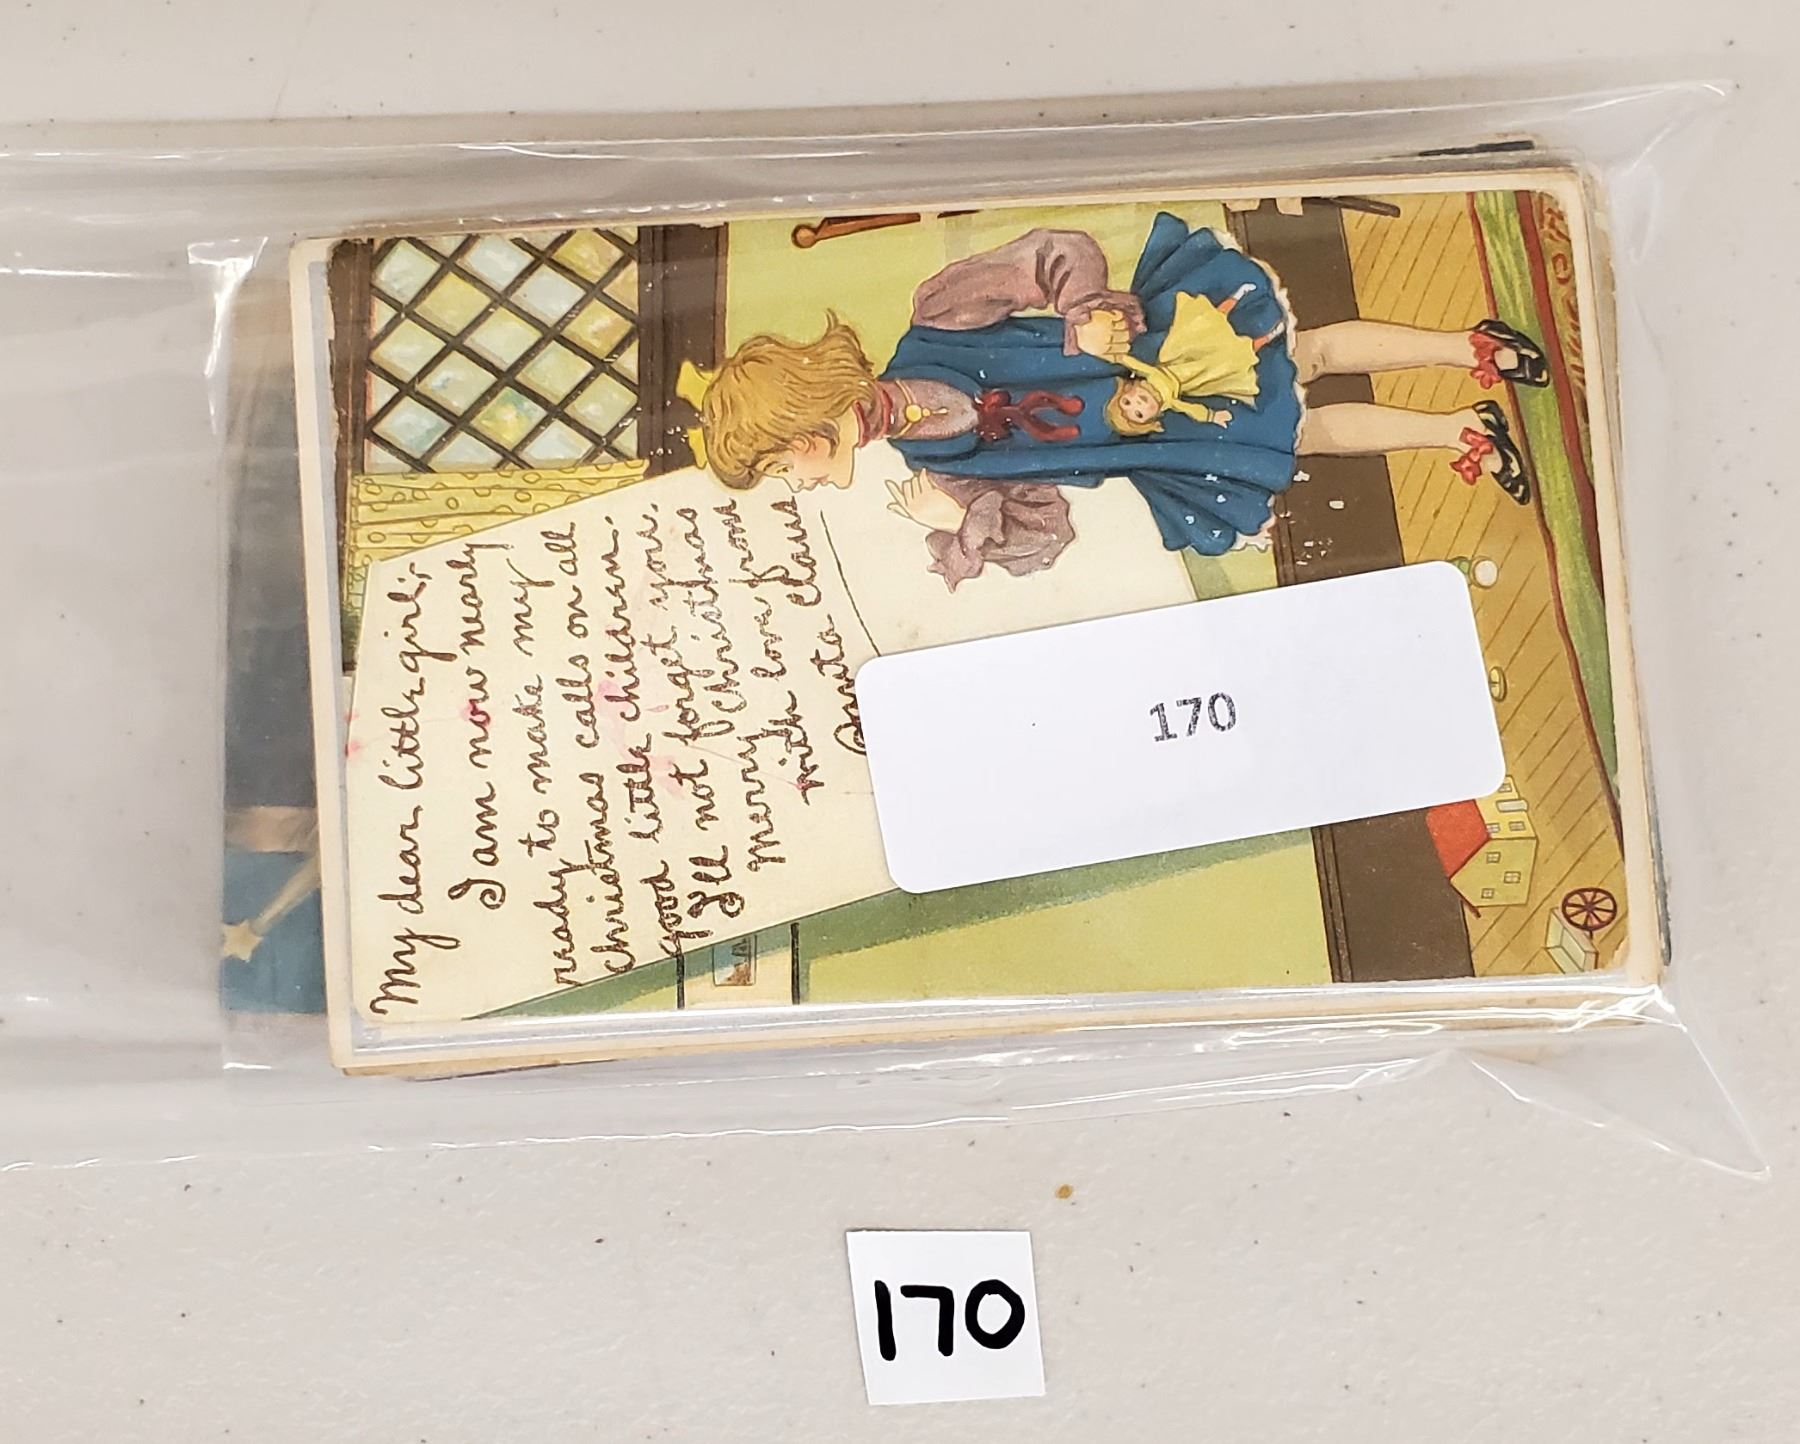 My dear little girl:-
I am now nearly
ready to make my
Christmas calls on all
good little children.
I'll not forget you.
Merry Christmas
with love from
Santa Claus
170
170